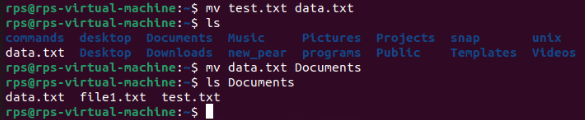 rps@rps-virtual-machine:~$ mv test.txt data.txt
rps@rps-virtual-machine:~$ ls
commands  desktop  Documents  Music     Pictures  Projects  snap       unix
data.txt  Desktop  Downloads  new_pear  programs  Public    Templates  Videos
rps@rps-virtual-machine:~$ mv data.txt Documents
rps@rps-virtual-machine:~$ ls Documents
data.txt  file1.txt  test.txt
rps@rps-virtual-machine:~$